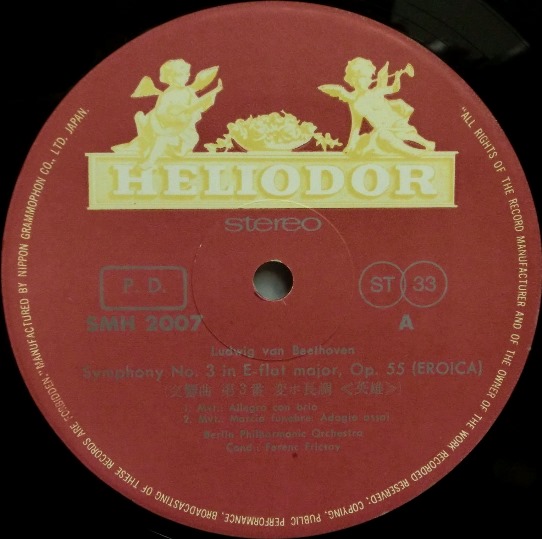 HELIODOR
stereo
P. D.
ST 33
SMH 2007
A
Ludwig van Beethoven
Symphony No. 3 in E-flat major, Op. 55 (EROICA)
交響曲 第3番 変ホ長調 <英雄>
1. Mvt.: Allegro con brio
2. Mvt.: Marcia funebre: Adagio assai
Berlin Philharmonic Orchestra
Cond.: Ferenc Fricsay
"ALL RIGHTS OF THE RECORD MANUFACTURER AND OF THE OWNER OF THE WORK RECORDED RESERVED, COPYING, PUBLIC PERFORMANCE, BROADCASTING OF THESE RECORDS ARE FORBIDDEN." MANUFACTURED BY NIPPON GRAMMOPHON CO., LTD. JAPAN.